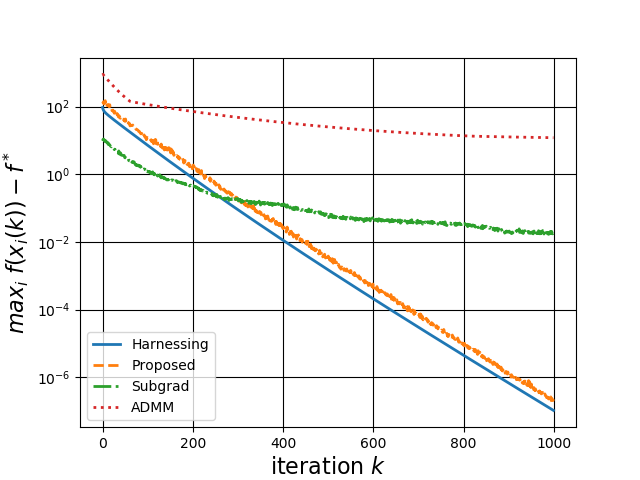 max_i f(x_i(k)) − f*
10^2
10^0
10^−2
10^−4
10^−6
Harnessing
Proposed
Subgrad
ADMM
0 200 400 600 800 1000
iteration k